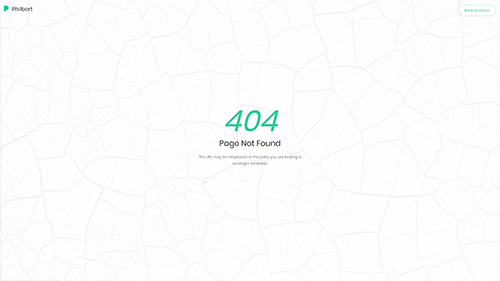 Philbort
Back to Home
404
Page Not Found
The URL may be misplaced or the page you are looking is
no longer available.